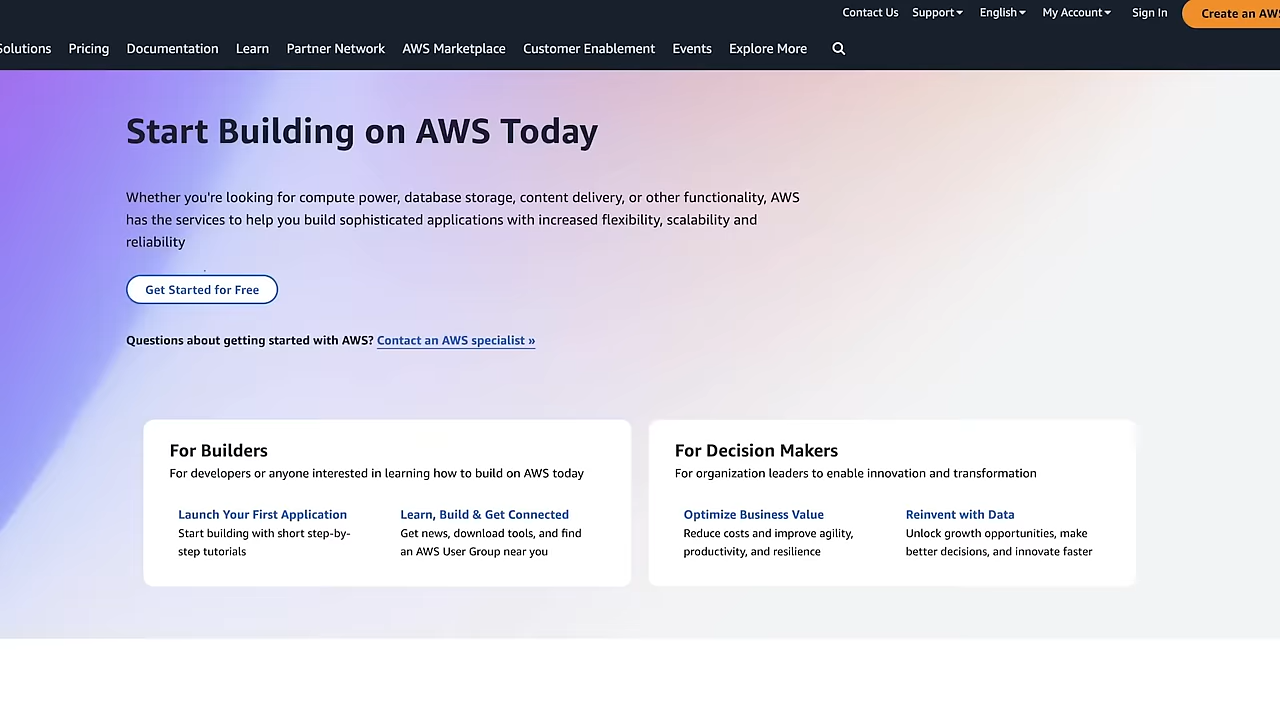 Contact Us Support English My Account Sign In Create an AWS
Solutions Pricing Documentation Learn Partner Network AWS Marketplace Customer Enablement Events Explore More
Start Building on AWS Today
Whether you're looking for compute power, database storage, content delivery, or other functionality, AWS
has the services to help you build sophisticated applications with increased flexibility, scalability and
reliability
Get Started for Free
Questions about getting started with AWS? Contact an AWS specialist »
For Builders
For developers or anyone interested in learning how to build on AWS today
Launch Your First Application
Start building with short step-by-
step tutorials
Learn, Build & Get Connected
Get news, download tools, and find
an AWS User Group near you
For Decision Makers
For organization leaders to enable innovation and transformation
Optimize Business Value
Reduce costs and improve agility,
productivity, and resilience
Reinvent with Data
Unlock growth opportunities, make
better decisions, and innovate faster